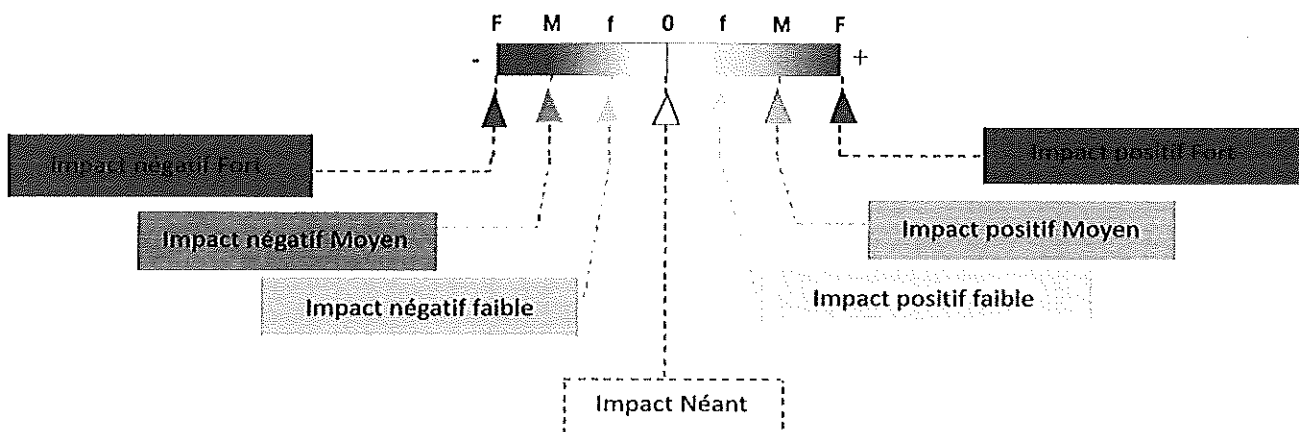 F M f 0 f M F
- +
Impact négatif Fort
Impact positif Fort
Impact négatif Moyen
Impact positif Moyen
Impact négatif faible
Impact positif faible
Impact Néant